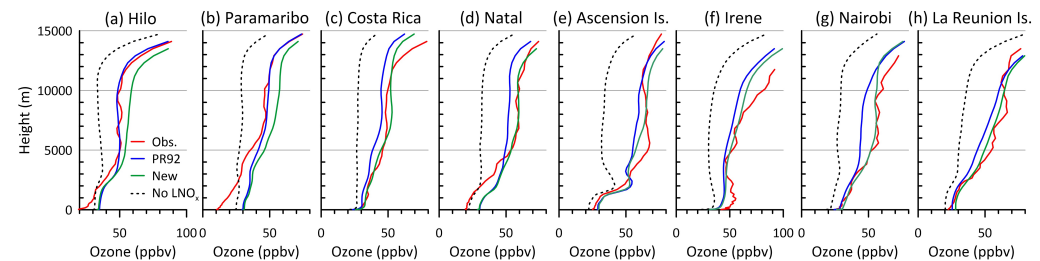 (a) Hilo (b) Paramaribo (c) Costa Rica (d) Natal (e) Ascension Is. (f) Irene (g) Nairobi (h) La Reunion Is.
15000
10000
5000
0
Height (m)
Obs.
PR92
New
No LNOx
0 50 0 50 0 50 0 50 0 50 0 50 100 0 50 0 50 100
Ozone (ppbv) Ozone (ppbv) Ozone (ppbv) Ozone (ppbv) Ozone (ppbv) Ozone (ppbv) Ozone (ppbv) Ozone (ppbv)